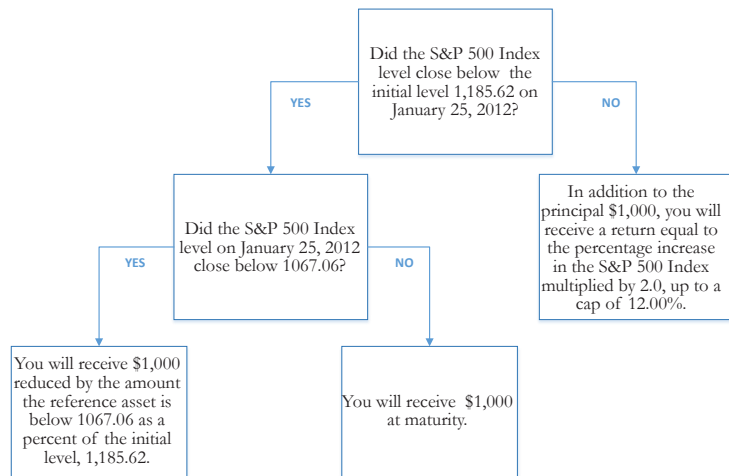 Did the S&P 500 Index
level close below the
initial level 1,185.62 on
January 25, 2012?
YES
NO
Did the S&P 500 Index
level on January 25, 2012
close below 1067.06?
In addition to the
principal $1,000, you will
receive a return equal to
the percentage increase
in the S&P 500 Index
multiplied by 2.0, up to a
cap of 12.00%.
YES
NO
You will receive $1,000
reduced by the amount
the reference asset is
below 1067.06 as a
percent of the initial
level, 1,185.62.
You will receive $1,000
at maturity.